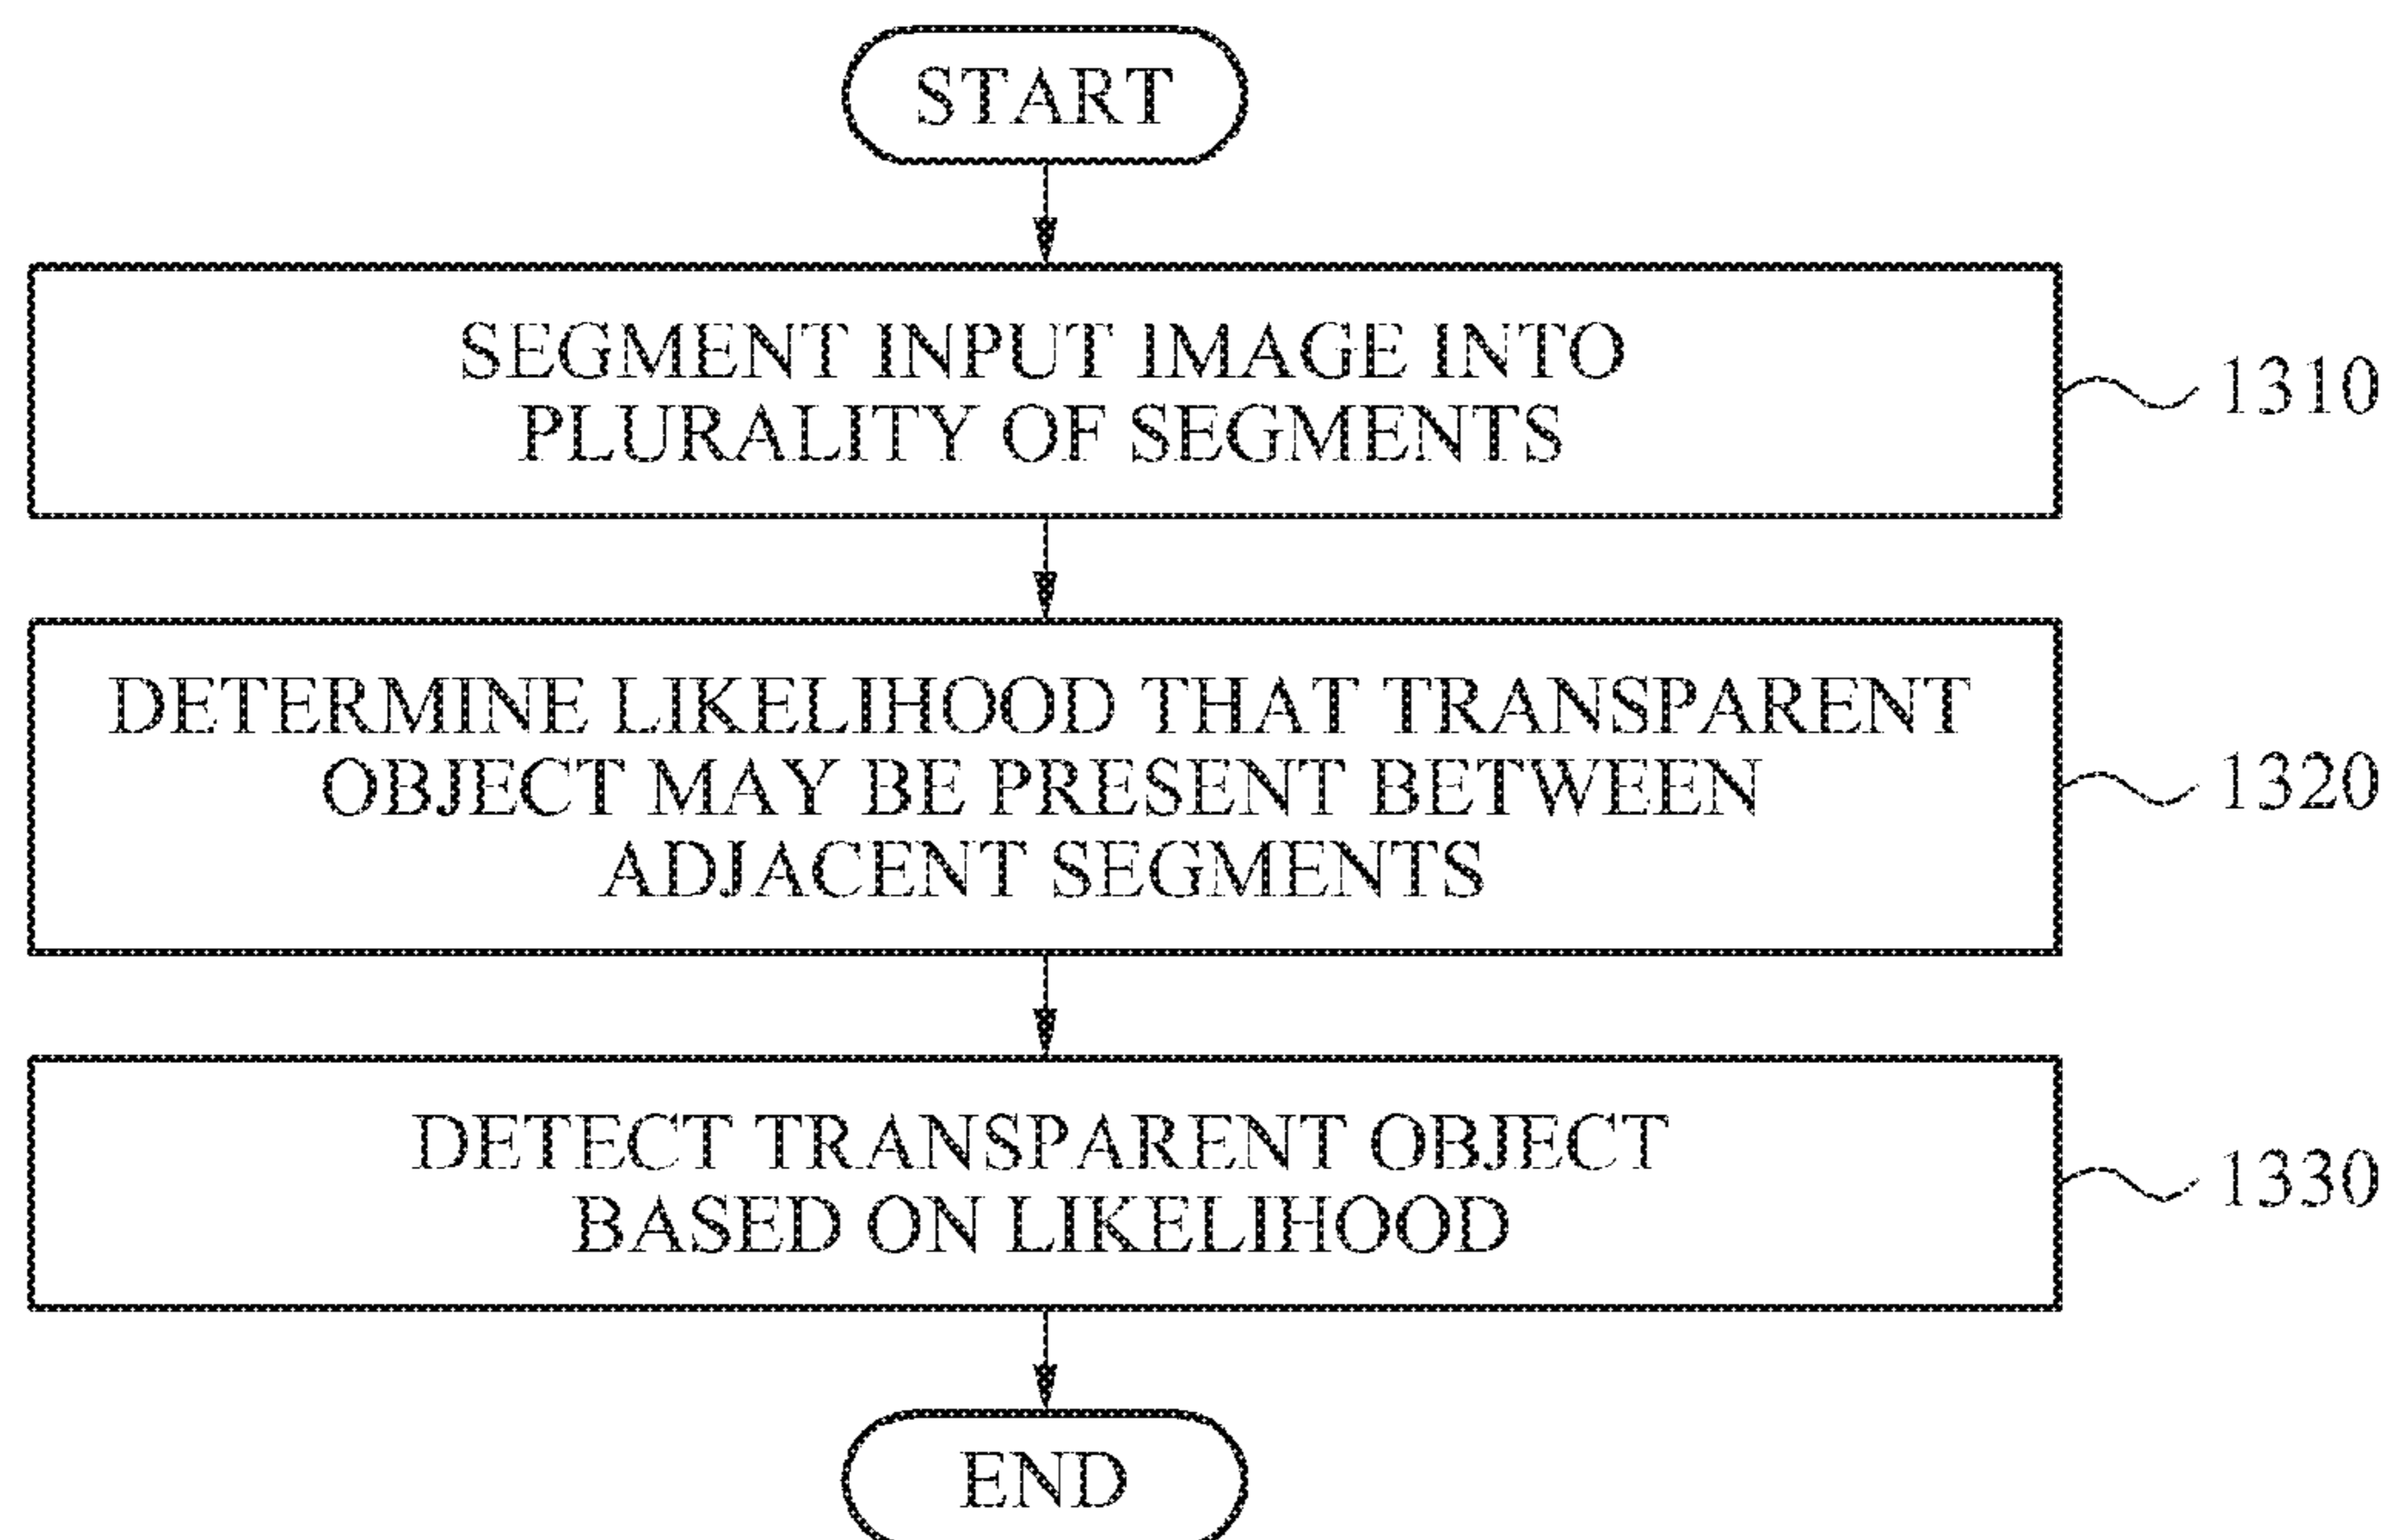 START
SEGMENT INPUT IMAGE INTO
PLURALITY OF SEGMENTS
1310
DETERMINE LIKELIHOOD THAT TRANSPARENT
OBJECT MAY BE PRESENT BETWEEN
ADJACENT SEGMENTS
1320
DETECT TRANSPARENT OBJECT
BASED ON LIKELIHOOD
1330
END